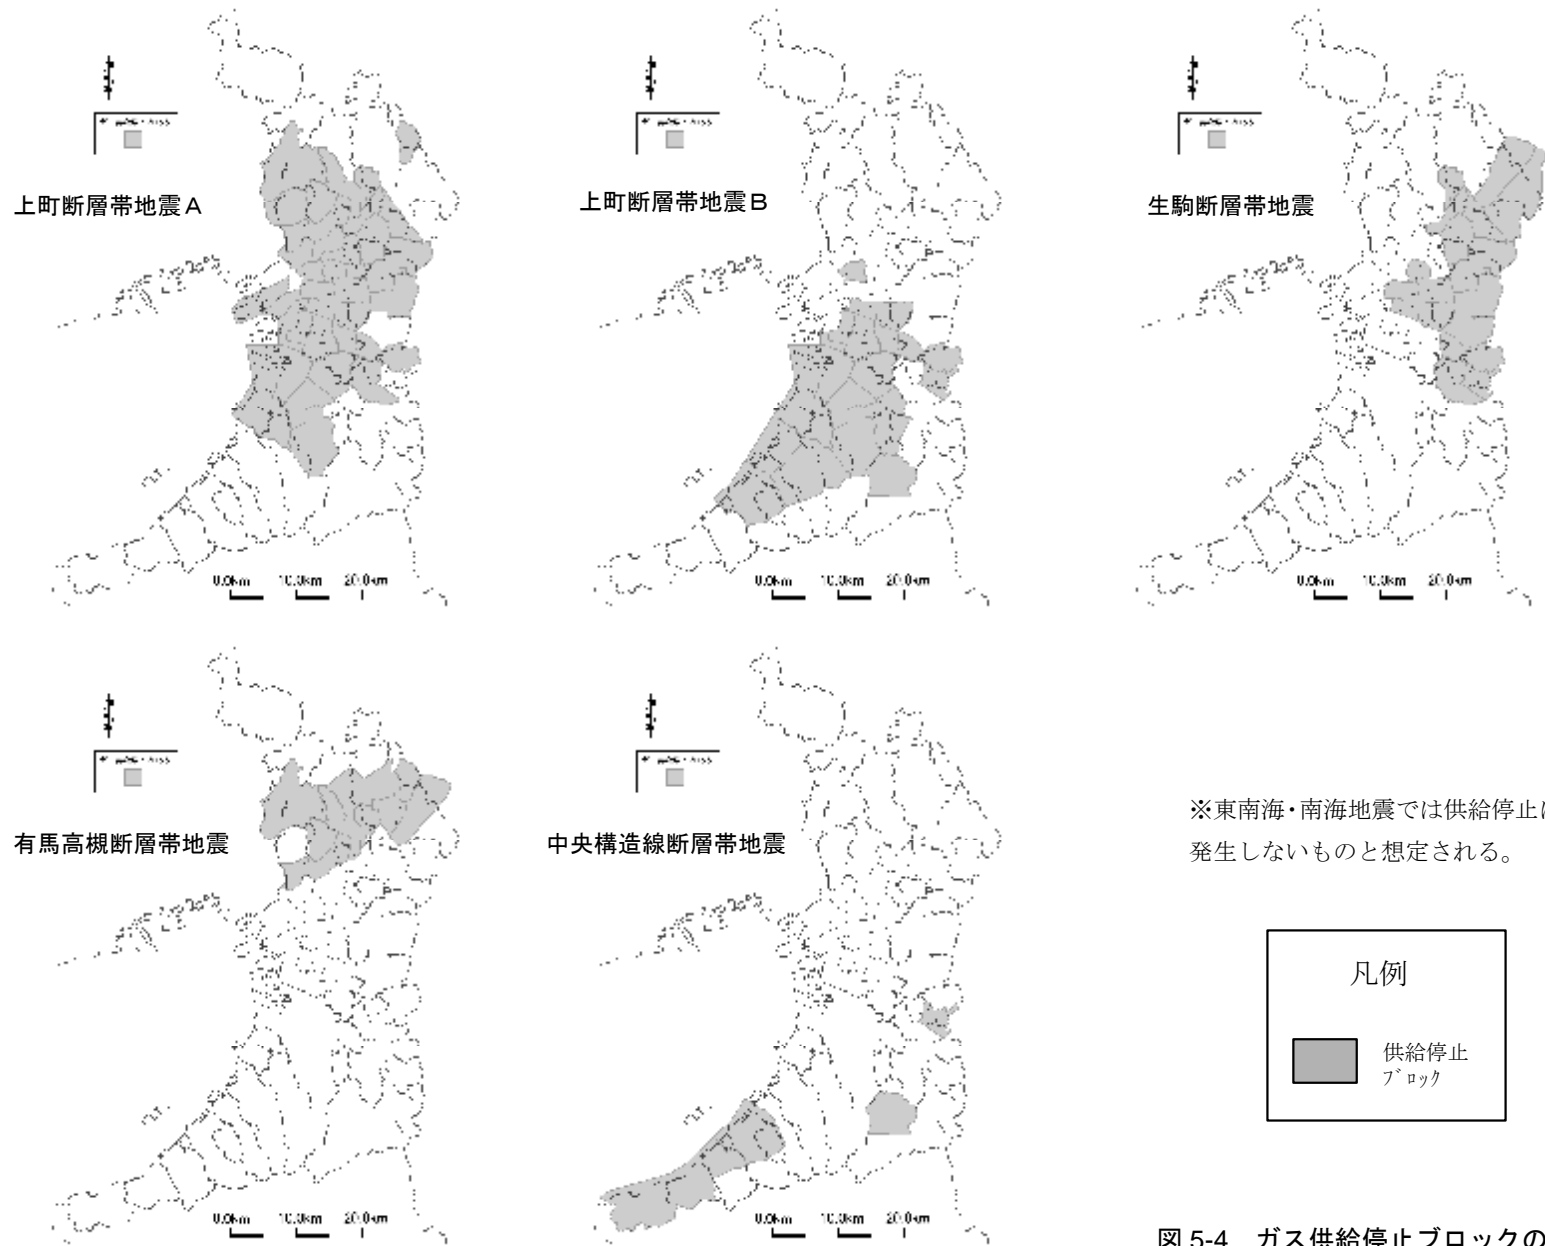 上町断層帯地震A
上町断層帯地震B
生駒断層帯地震
0.0km 10.0km 20.0km
0.0km 10.0km 20.0km
0.0km 10.0km 20.0km
有馬高槻断層帯地震
中央構造線断層帯地震
※東南海・南海地震では供給停止は
発生しないものと想定される。
凡例
供給停止
ブロック
0.0km 10.0km 20.0km
0.0km 10.0km 20.0km
図 5-4 ガス供給停止ブロックの